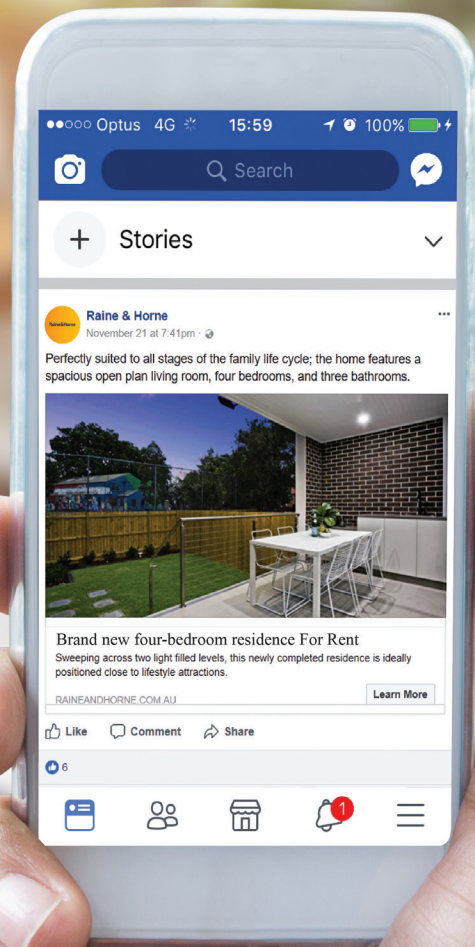 Optus 4G 15:59 100%
Search
Stories
Raine&Horne
Raine & Horne
November 21 at 7:41pm ·
Perfectly suited to all stages of the family life cycle; the home features a
spacious open plan living room, four bedrooms, and three bathrooms.
Brand new four-bedroom residence For Rent
Sweeping across two light filled levels, this newly completed residence is ideally
positioned close to lifestyle attractions.
RAINEANDHORNE.COM.AU
Learn More
Like Comment Share
6
1